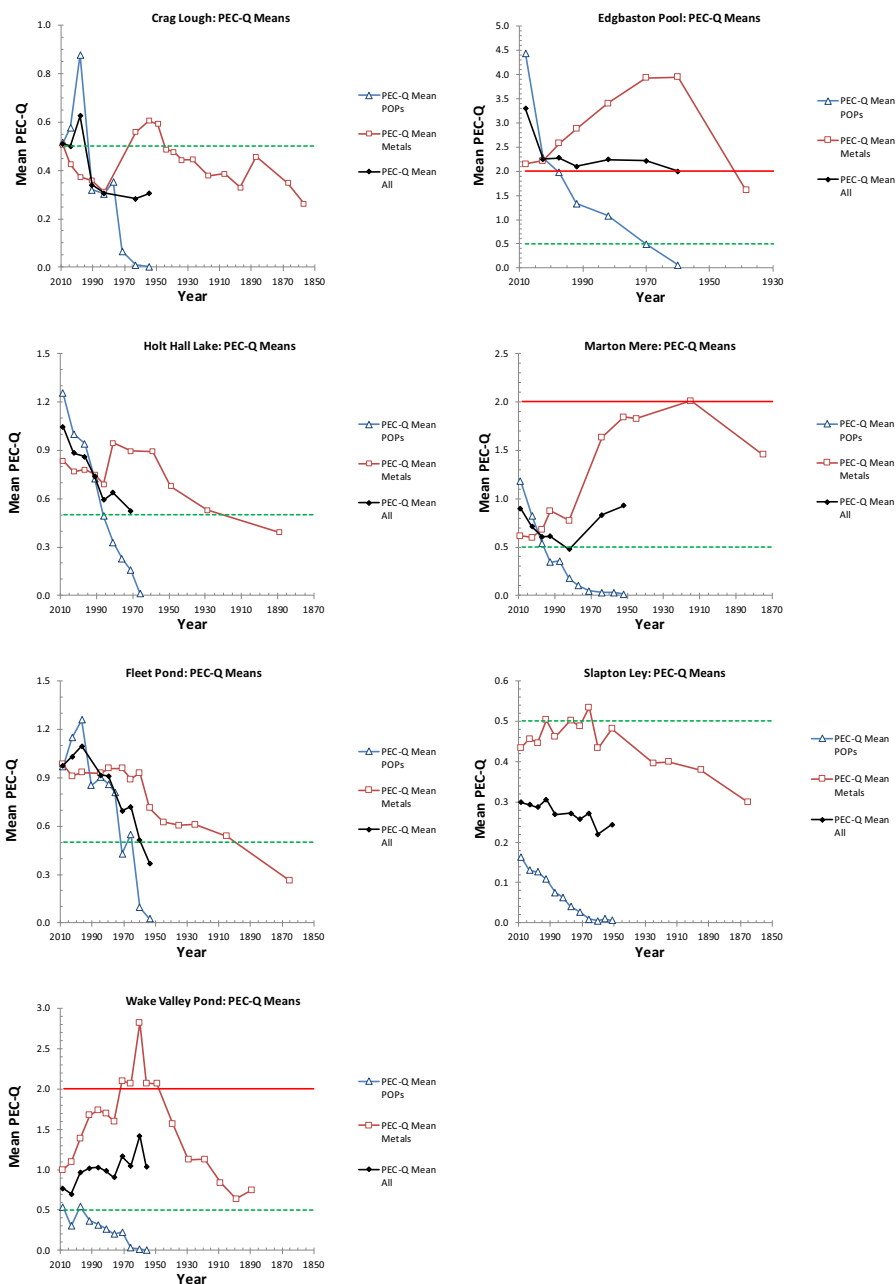 Crag Lough: PEC-Q Means
Mean PEC-Q
1.0
0.8
0.6
0.4
0.2
0.0
2010 1990 1970 1950 1930 1910 1890 1870 1850
Year
PEC-Q Mean
POPs
PEC-Q Mean
Metals
PEC-Q Mean
All
Edgbaston Pool: PEC-Q Means
Mean PEC-Q
5.0
4.5
4.0
3.5
3.0
2.5
2.0
1.5
1.0
0.5
0.0
2010 1990 1970 1950 1930
Year
PEC-Q Mean
POPs
PEC-Q Mean
Metals
PEC-Q Mean
All
Holt Hall Lake: PEC-Q Means
Mean PEC-Q
1.5
1.2
0.9
0.6
0.3
0.0
2010 1990 1970 1950 1930 1910 1890 1870
Year
PEC-Q Mean
POPs
PEC-Q Mean
Metals
PEC-Q Mean
All
Marton Mere: PEC-Q Means
Mean PEC-Q
2.5
2.0
1.5
1.0
0.5
0.0
2010 1990 1970 1950 1930 1910 1890 1870
Year
PEC-Q Mean
POPs
PEC-Q Mean
Metals
PEC-Q Mean
All
Fleet Pond: PEC-Q Means
Mean PEC-Q
1.5
1.2
0.9
0.6
0.3
0.0
2010 1990 1970 1950 1930 1910 1890 1870 1850
Year
PEC-Q Mean
POPs
PEC-Q Mean
Metals
PEC-Q Mean
All
Slapton Ley: PEC-Q Means
Mean PEC-Q
0.6
0.5
0.4
0.3
0.2
0.1
0.0
2010 1990 1970 1950 1930 1910 1890 1870 1850
Year
PEC-Q Mean
POPs
PEC-Q Mean
Metals
PEC-Q Mean
All
Wake Valley Pond: PEC-Q Means
Mean PEC-Q
3.0
2.5
2.0
1.5
1.0
0.5
0.0
2010 1990 1970 1950 1930 1910 1890 1870 1850
Year
PEC-Q Mean
POPs
PEC-Q Mean
Metals
PEC-Q Mean
All